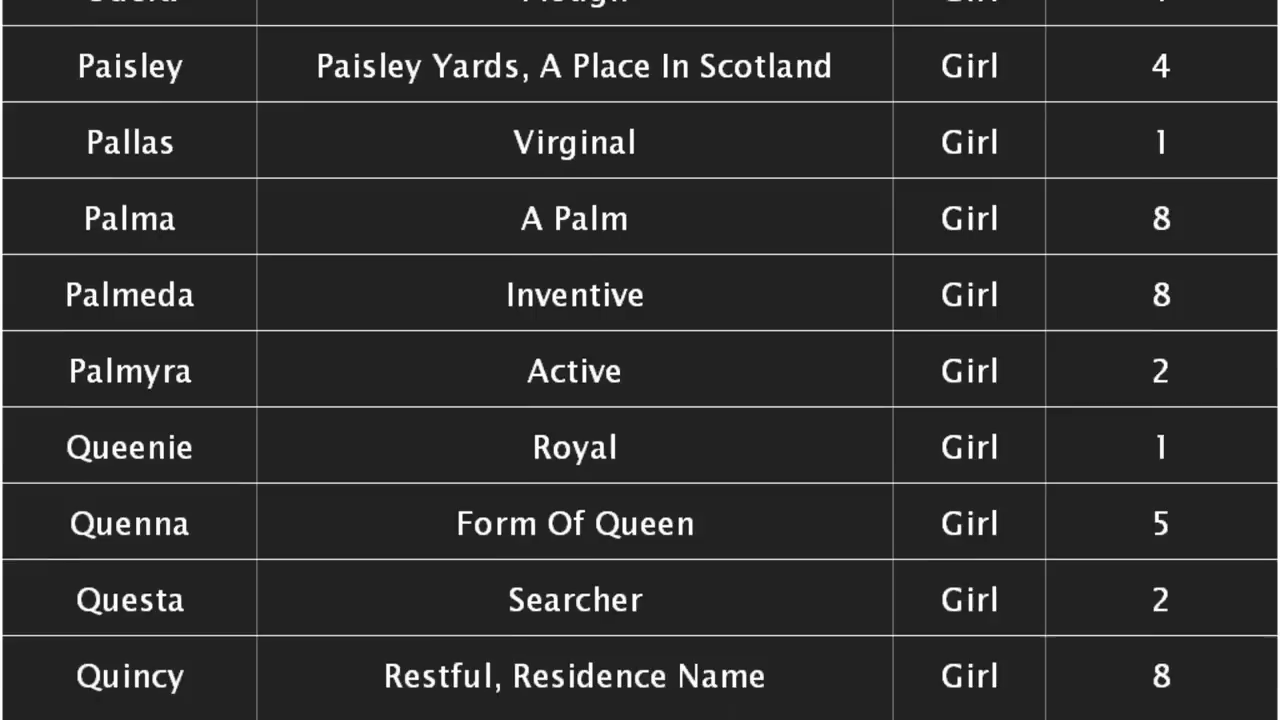 Girl
Paisley Paisley Yards, A Place In Scotland Girl 4
Pallas Virginal Girl 1
Palma A Palm Girl 8
Palmeda Inventive Girl 8
Palmyra Active Girl 2
Queenie Royal Girl 1
Quenna Form Of Queen Girl 5
Questa Searcher Girl 2
Quincy Restful, Residence Name Girl 8